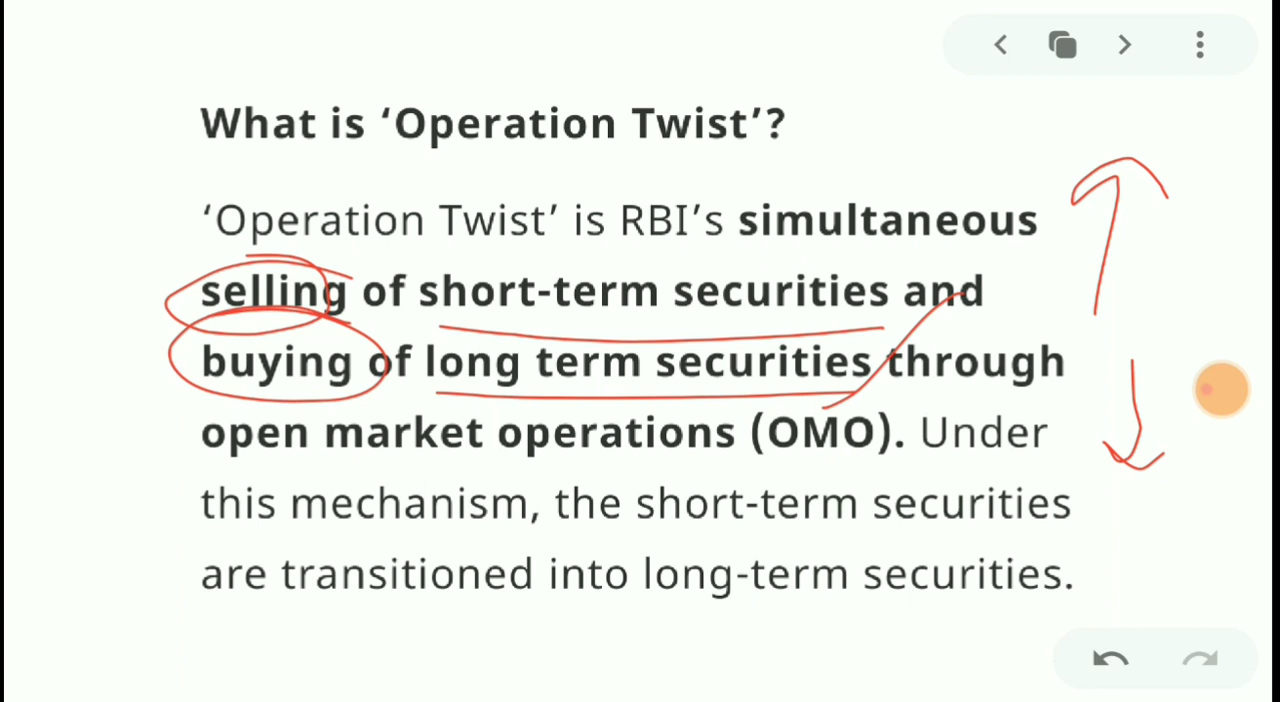 What is ‘Operation Twist’?
‘Operation Twist’ is RBI’s simultaneous
selling of short-term securities and
buying of long term securities through
open market operations (OMO). Under
this mechanism, the short-term securities
are transitioned into long-term securities.